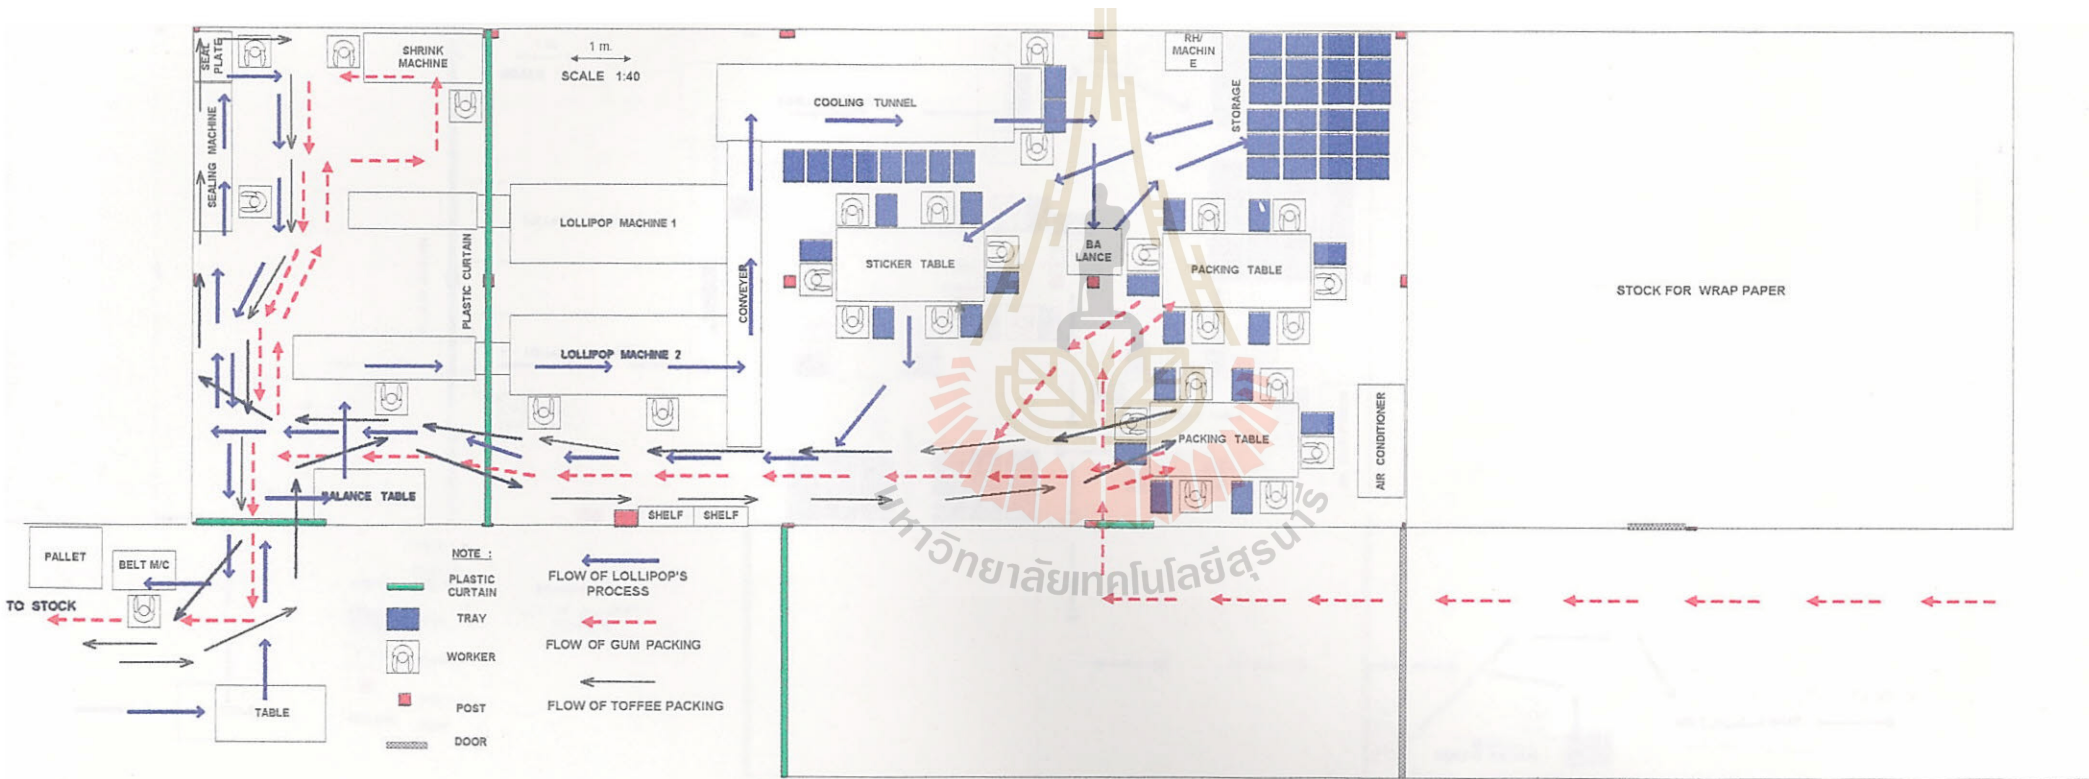 SEAL
PLATE
SHRINK
MACHINE
1 m.
SCALE 1:40
RH/
MACHIN
E
STORAGE
COOLING TUNNEL
SEALING MACHINE
LOLLIPOP MACHINE 1
PLASTIC CURTAIN
CONVEYER
STICKER TABLE
BA
LANCE
PACKING TABLE
STOCK FOR WRAP PAPER
LOLLIPOP MACHINE 2
PACKING TABLE
AIR CONDITIONER
BALANCE TABLE
SHELF SHELF
มหาวิทยาลัยเทคโนโลยีสุรนารี
PALLET
BELT M/C
TO STOCK
TABLE
NOTE :
PLASTIC
CURTAIN
TRAY
WORKER
POST
DOOR
FLOW OF LOLLIPOP'S
PROCESS
FLOW OF GUM PACKING
FLOW OF TOFFEE PACKING